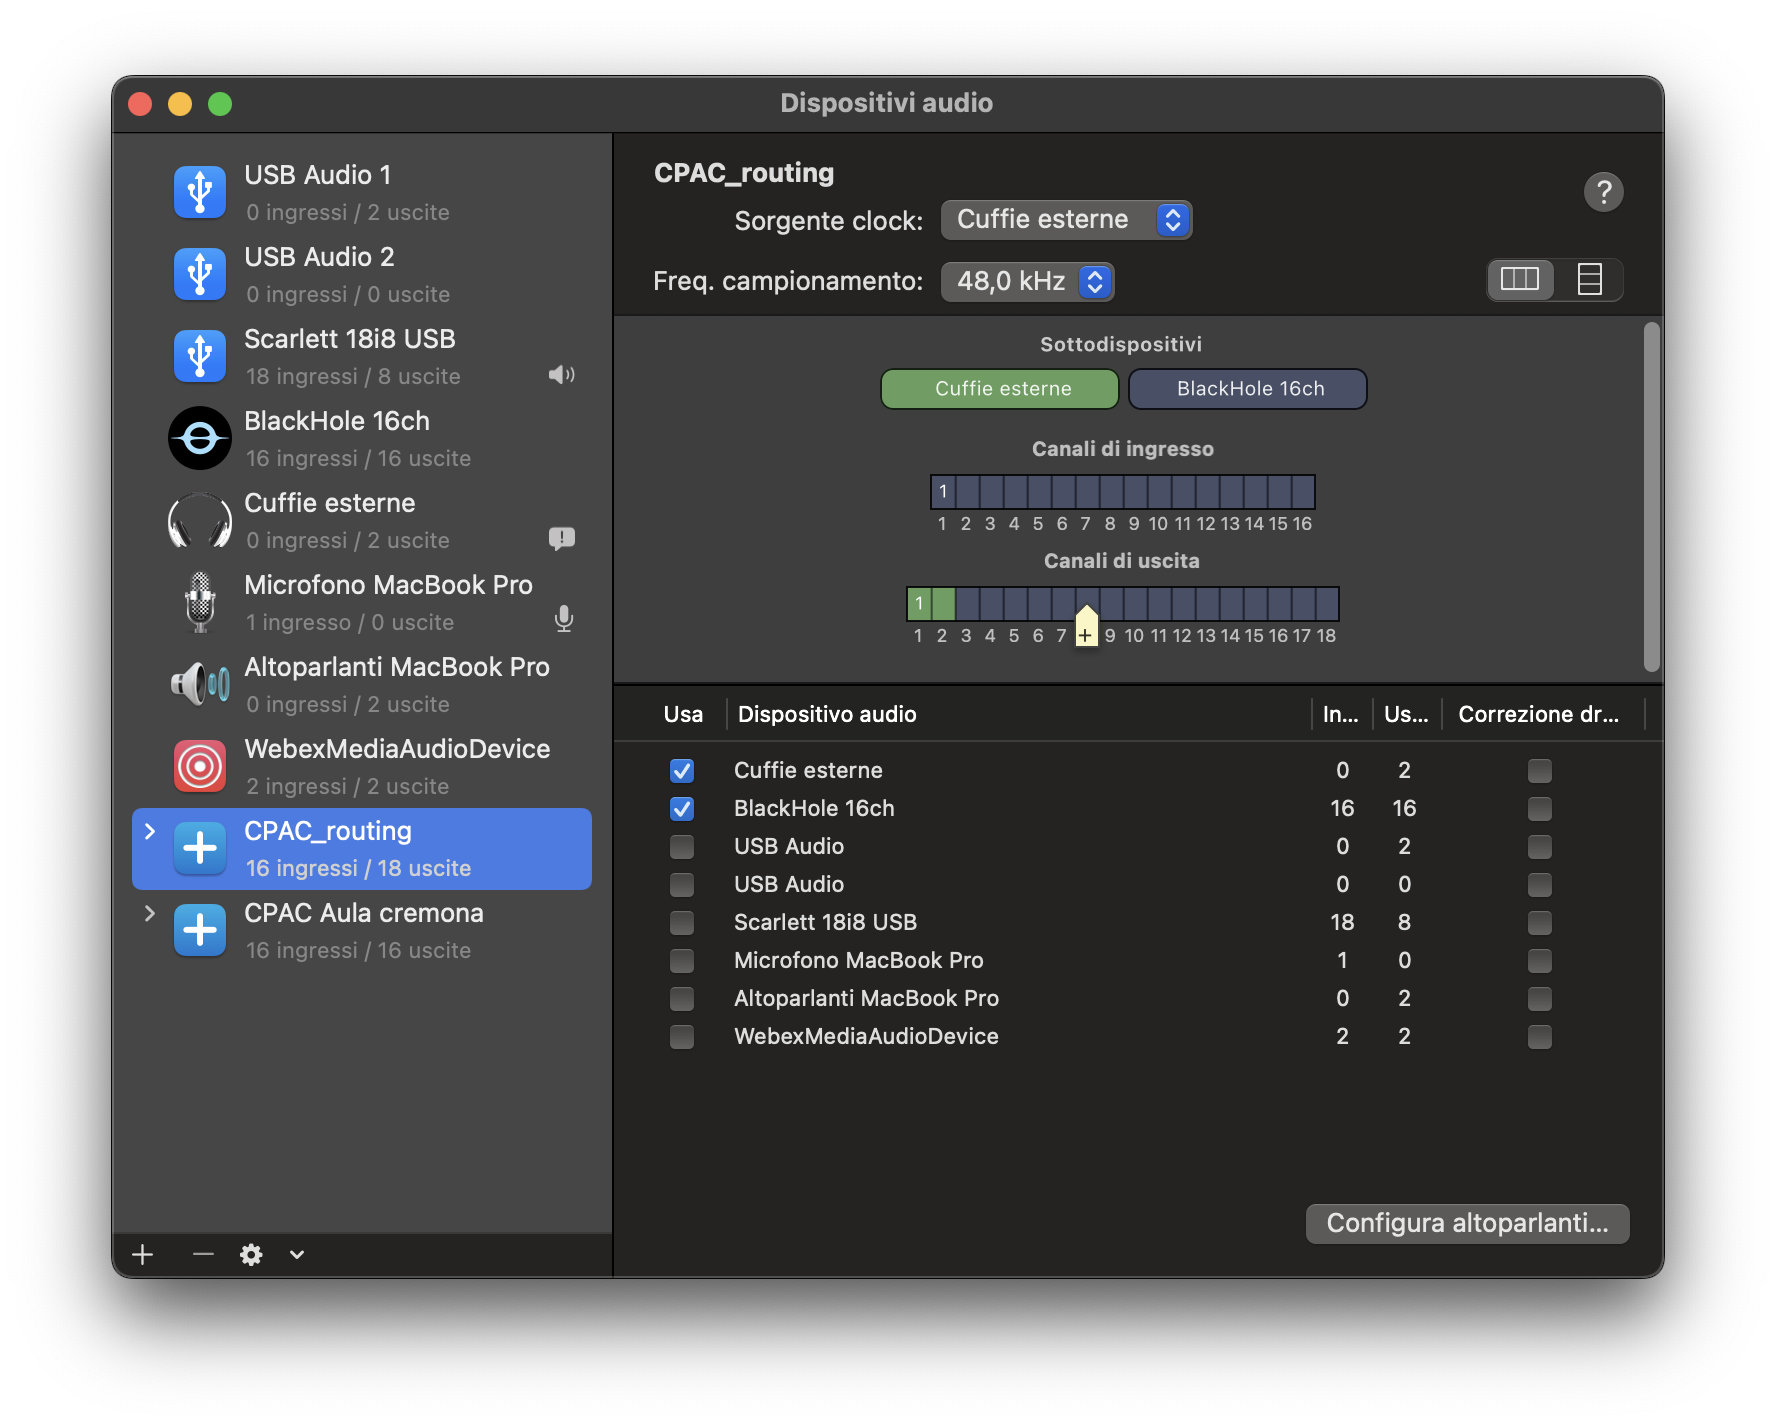 Dispositivi audio
USB Audio 1
0 ingressi / 2 uscite
USB Audio 2
0 ingressi / 0 uscite
Scarlett 18i8 USB
18 ingressi / 8 uscite
BlackHole 16ch
16 ingressi / 16 uscite
Cuffie esterne
0 ingressi / 2 uscite
Microfono MacBook Pro
1 ingresso / 0 uscite
Altoparlanti MacBook Pro
0 ingressi / 2 uscite
WebexMediaAudioDevice
2 ingressi / 2 uscite
CPAC_routing
16 ingressi / 18 uscite
CPAC Aula cremona
16 ingressi / 16 uscite
CPAC_routing
?
Sorgente clock: Cuffie esterne
Freq. campionamento: 48,0 kHz
Sottodispositivi
Cuffie esterne BlackHole 16ch
Canali di ingresso
1
1 2 3 4 5 6 7 8 9 10 11 12 13 14 15 16
Canali di uscita
1
1 2 3 4 5 6 7 + 9 10 11 12 13 14 15 16 17 18
Usa Dispositivo audio In... Us... Correzione dr...
Cuffie esterne 0 2
BlackHole 16ch 16 16
USB Audio 0 2
USB Audio 0 0
Scarlett 18i8 USB 18 8
Microfono MacBook Pro 1 0
Altoparlanti MacBook Pro 0 2
WebexMediaAudioDevice 2 2
Configura altoparlanti...